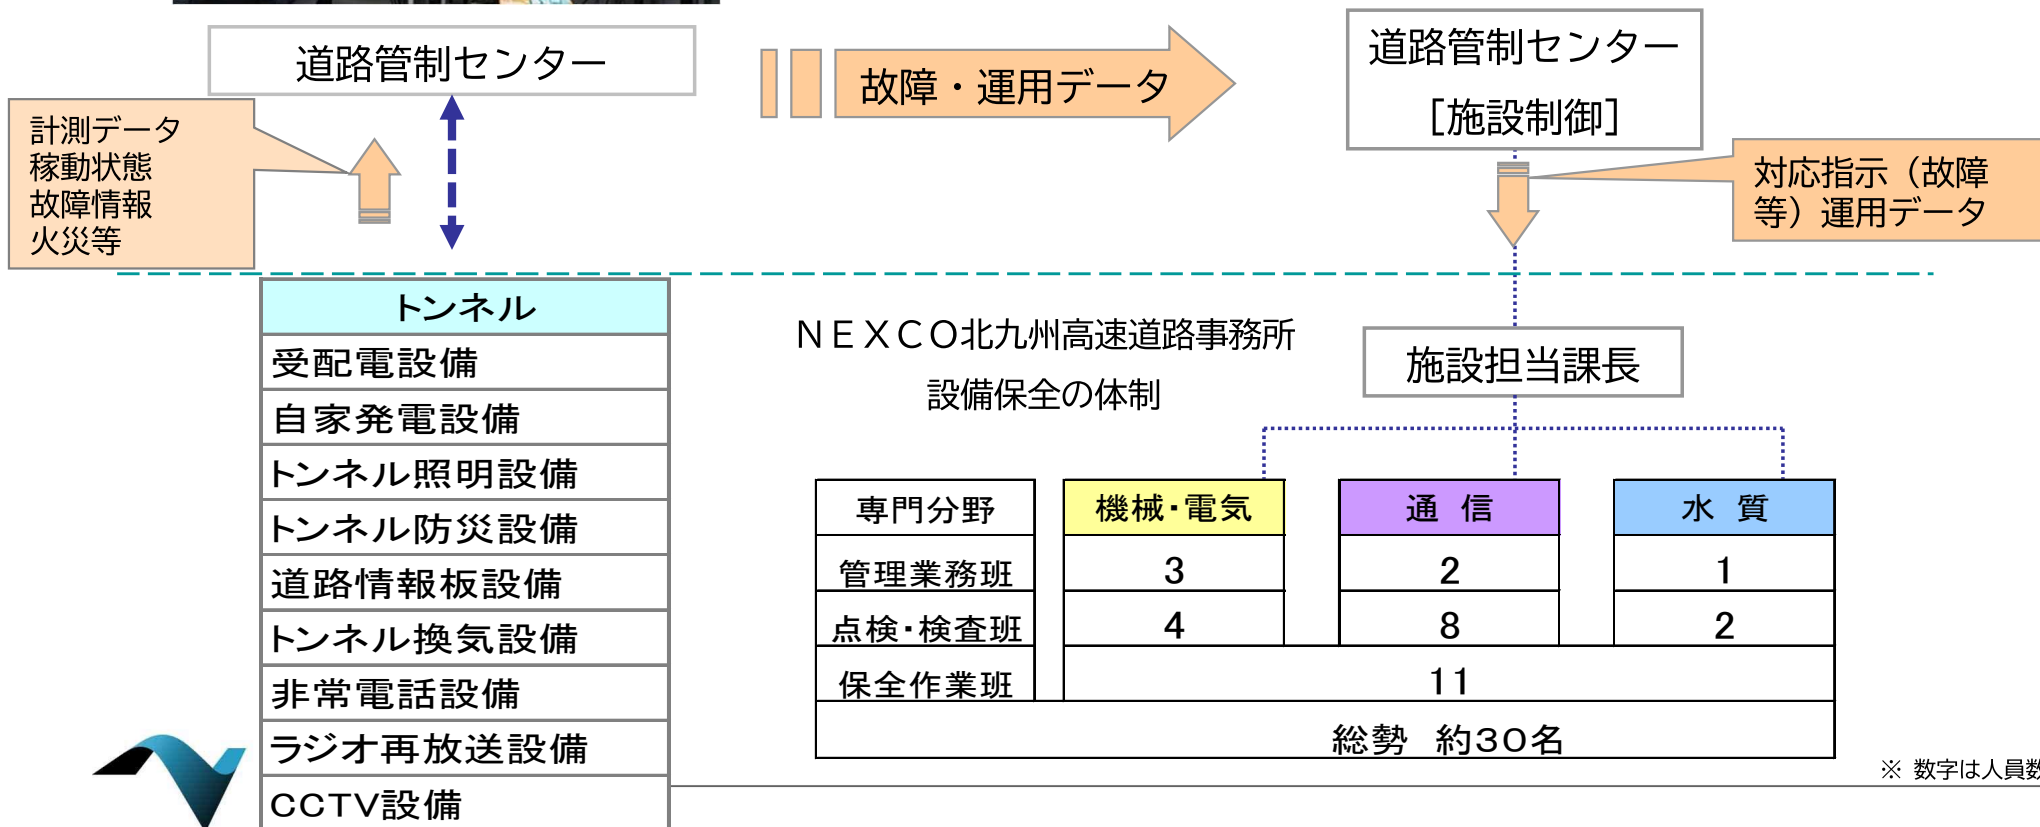 道路管制センター
故障・運用データ
道路管制センター
［施設制御］
計測データ
稼動状態
故障情報
火災等
対応指示（故障
等）運用データ
トンネル
受配電設備
自家発電設備
トンネル照明設備
トンネル防災設備
道路情報板設備
トンネル換気設備
非常電話設備
ラジオ再放送設備
CCTV設備
ＮＥＸＣＯ北九州高速道路事務所
設備保全の体制
施設担当課長
専門分野 機械・電気 通 信 水 質
管理業務班 3 2 1
点検・検査班 4 8 2
保全作業班 11
総勢 約30名
※ 数字は人員数